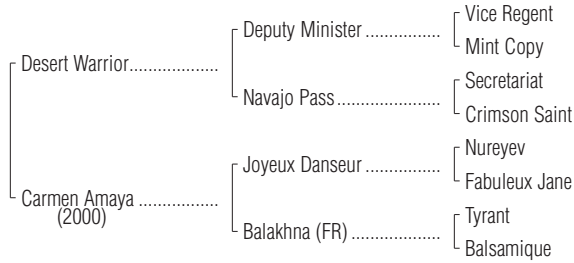 Vice Regent
Deputy Minister
Mint Copy
Desert Warrior
Secretariat
Navajo Pass
Crimson Saint
Nureyev
Joyeux Danseur
Fabuleux Jane
Carmen Amaya
(2000)
Tyrant
Balakhna (FR)
Balsamique